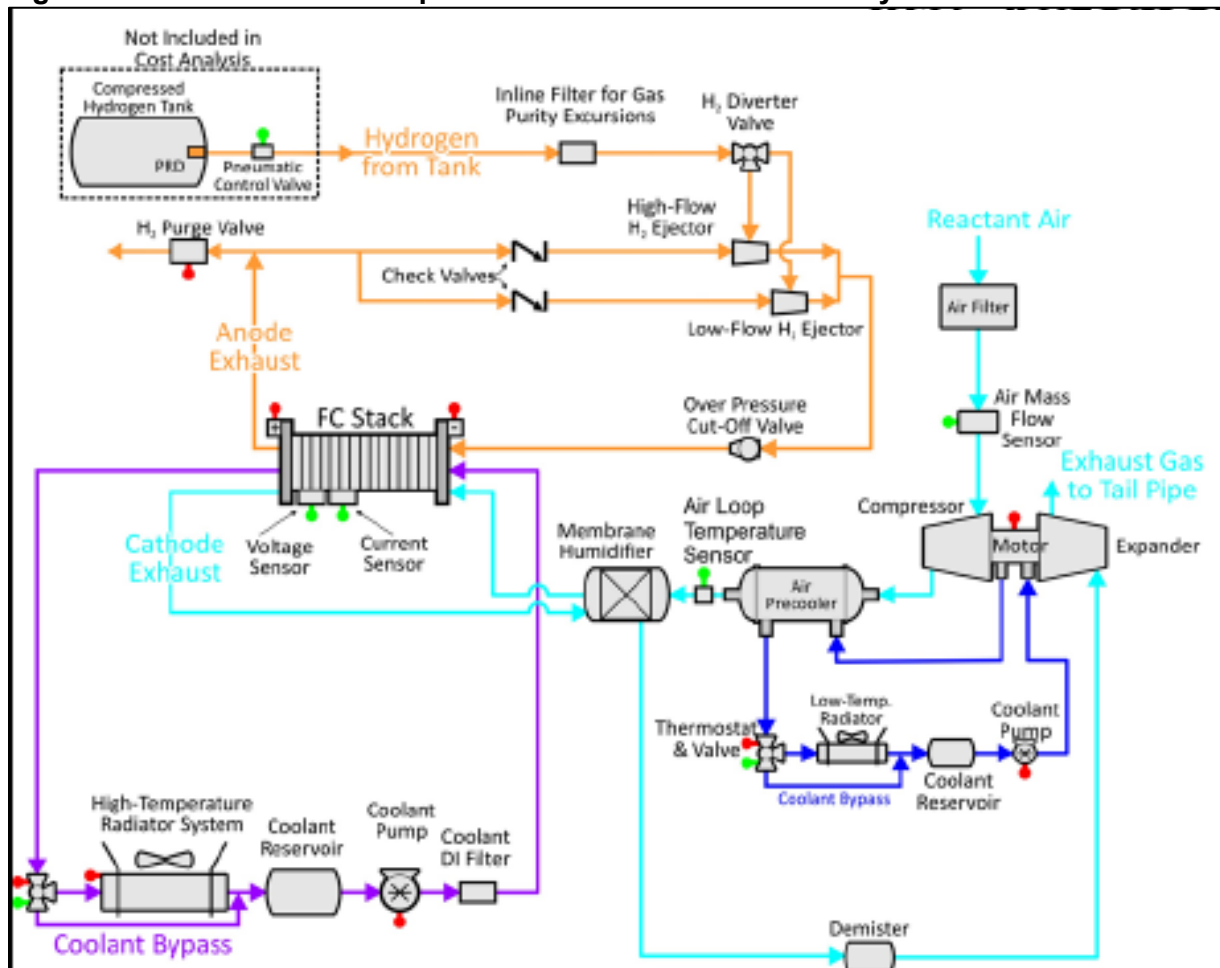 Not Included in
Cost Analysis
Compressed
Hydrogen Tank
PRD
Pneumatic
Control Valve
Hydrogen
from Tank
Inline Filter for Gas
Purity Excursions
H₂ Diverter
Valve
H₂ Purge Valve
High-Flow
H₂ Ejector
Check Valves
Low-Flow H₂ Ejector
Reactant Air
Air Filter
Anode
Exhaust
FC Stack
Over Pressure
Cut-Off Valve
Air Mass
Flow
Sensor
Exhaust Gas
to Tail Pipe
Compressor
Motor
Expander
Cathode
Exhaust
Voltage
Sensor
Current
Sensor
Membrane
Humidifier
Air Loop
Temperature
Sensor
Air
Precooler
Thermostat
& Valve
Low-Temp.
Radiator
Coolant
Pump
Coolant
Reservoir
Coolant Bypass
High-Temperature
Radiator System
Coolant
Reservoir
Coolant
Pump
Coolant
DI Filter
Coolant Bypass
Demister